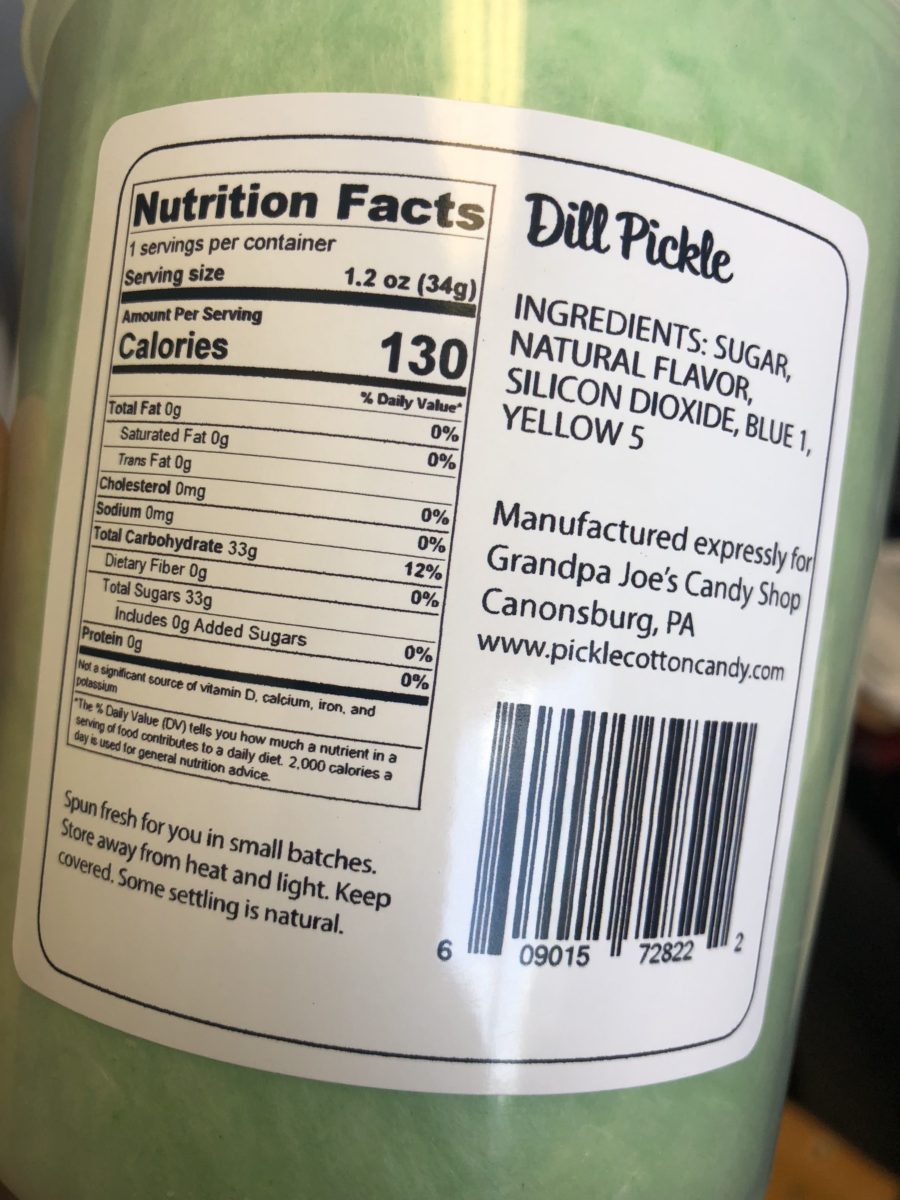 Nutrition Facts
1 servings per container
Serving size 1.2 oz (34g)
Amount Per Serving
Calories 130
% Daily Value*
Total Fat 0g 0%
Saturated Fat 0g 0%
Trans Fat 0g
Cholesterol 0mg 0%
Sodium 0mg 0%
Total Carbohydrate 33g 12%
Dietary Fiber 0g 0%
Total Sugars 33g
Includes 0g Added Sugars 0%
Protein 0g 0%
Not a significant source of vitamin D, calcium, iron, and
potassium
*The % Daily Value (DV) tells you how much a nutrient in a
serving of food contributes to a daily diet. 2,000 calories a
day is used for general nutrition advice.
Spun fresh for you in small batches.
Store away from heat and light. Keep
covered. Some settling is natural.
Dill Pickle
INGREDIENTS: SUGAR,
NATURAL FLAVOR,
SILICON DIOXIDE, BLUE 1,
YELLOW 5
Manufactured expressly for
Grandpa Joe's Candy Shop
Canonsburg, PA
www.picklecottoncandy.com
6 09015 72822 2